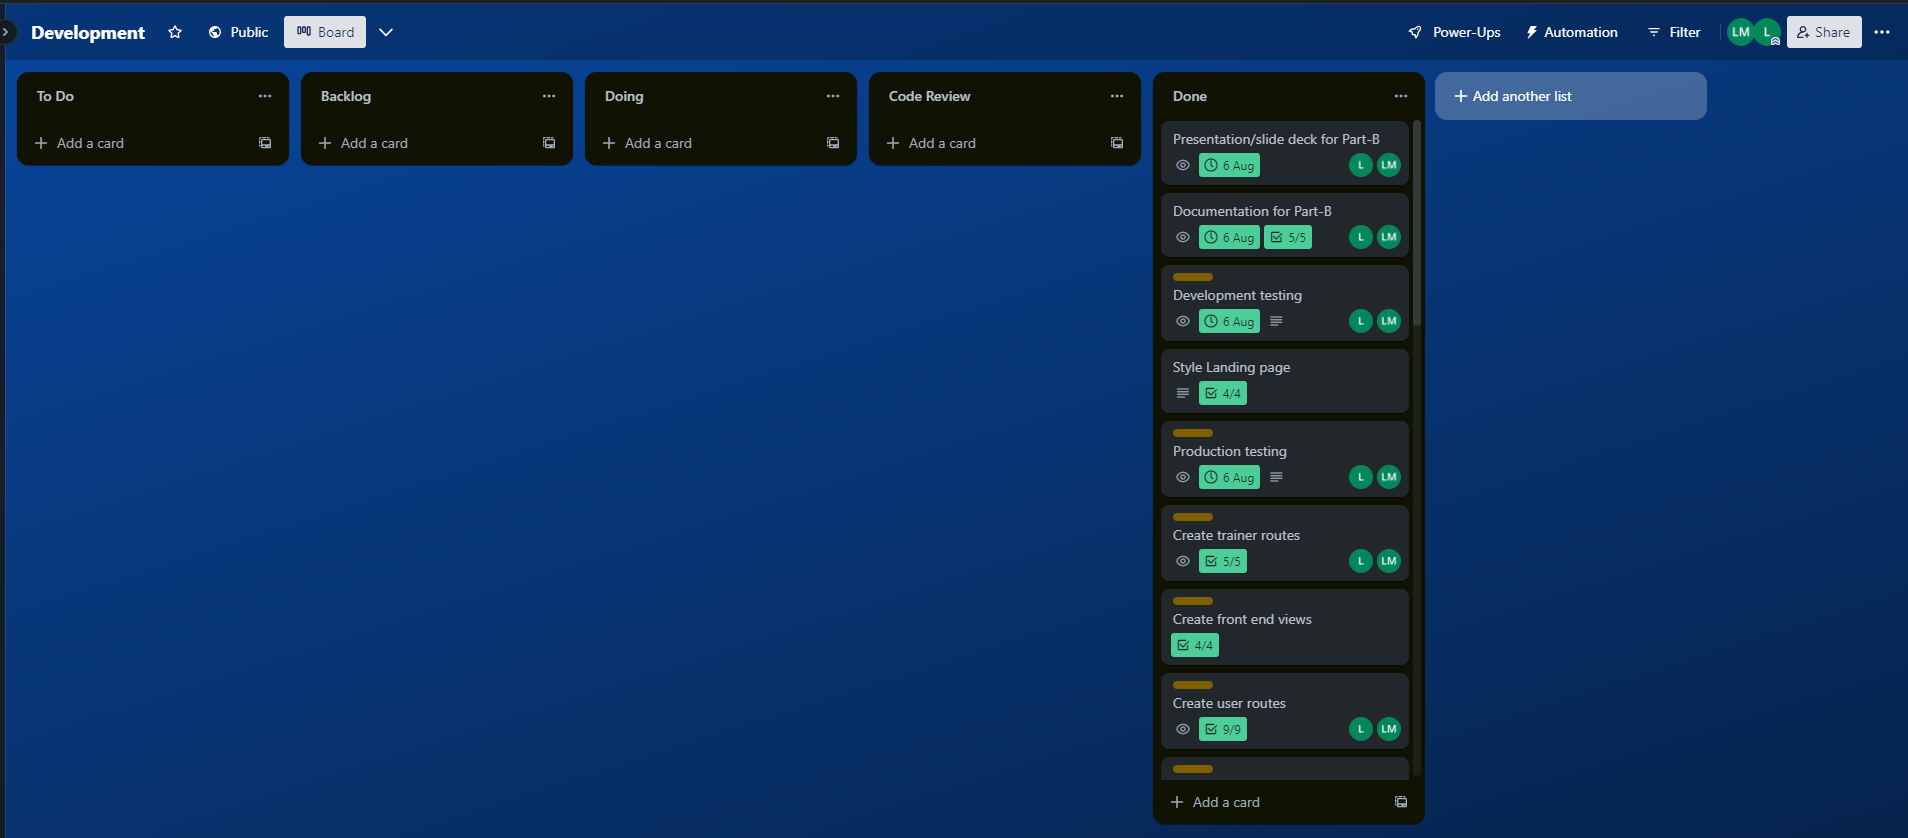 Development
Public
Board
Power-Ups
Automation
Filter
LM
L
Share
To Do
Add a card
Backlog
Add a card
Doing
Add a card
Code Review
Add a card
Done
Presentation/slide deck for Part-B
6 Aug
L LM
Documentation for Part-B
6 Aug 5/5
L LM
Development testing
6 Aug
L LM
Style Landing page
4/4
Production testing
6 Aug
L LM
Create trainer routes
5/5
L LM
Create front end views
4/4
Create user routes
9/9
L LM
Add a card
Add another list